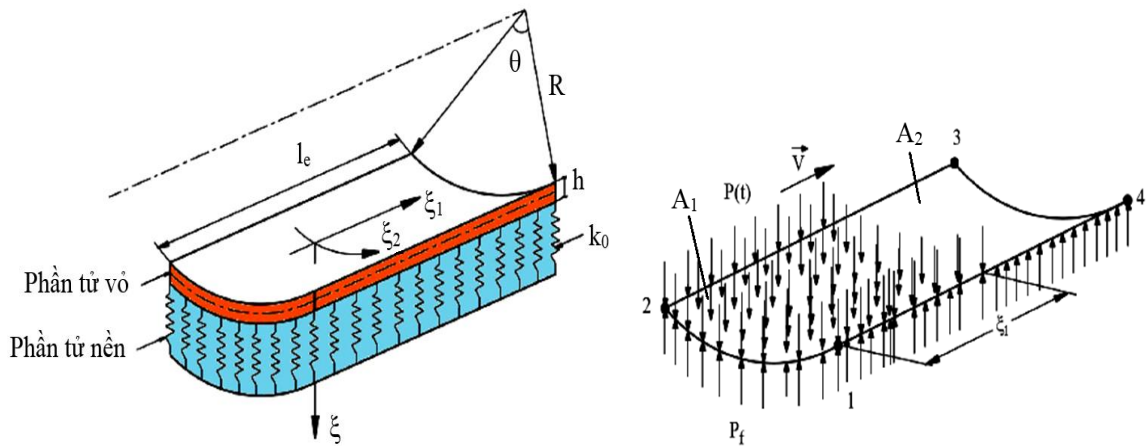 θ
R
lₑ
h
ξ₁
ξ₂
k₀
Phần tử vỏ
Phần tử nền
ξ
V
A₂
3
P(t)
A₁
4
2
ξ₁
1
P_f